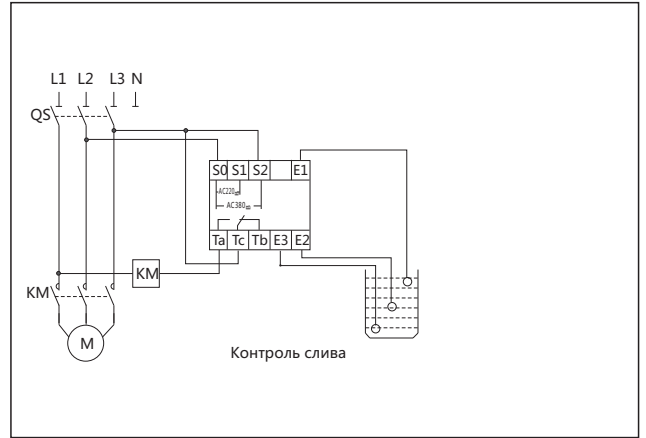 L1 L2 L3 N
QS
S0 S1 S2 E1
AC220
AC380
Ta Tc Tb E3 E2
KM
KM
M
Контроль слива